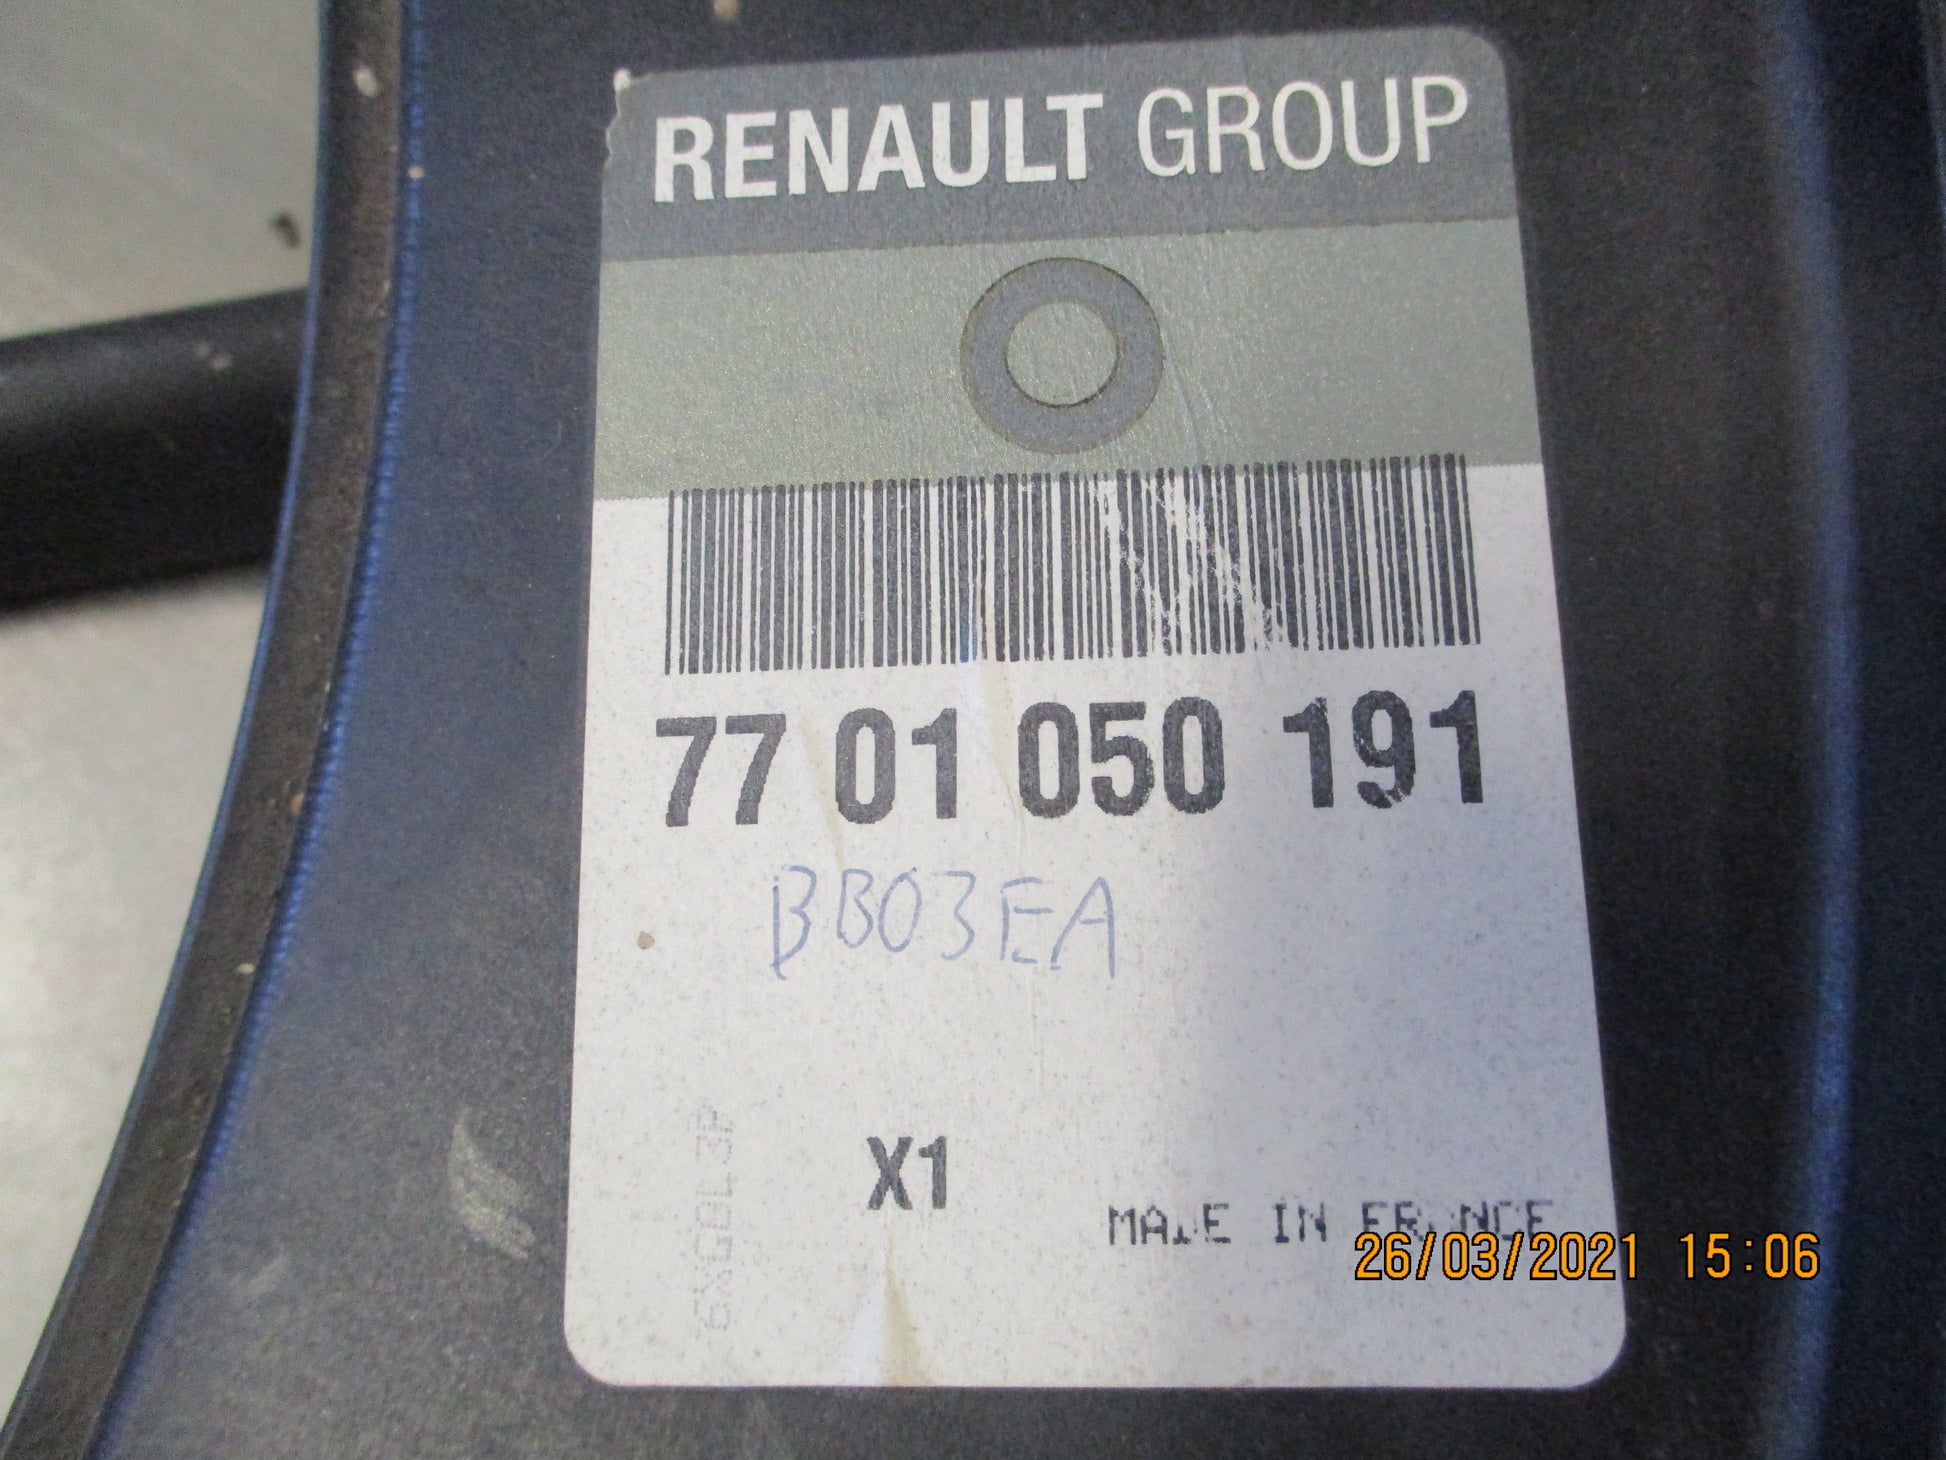 RENAULT GROUP
77 01 050 191
BB03EA
X1
MADE IN FRANCE
26/03/2021 15:06